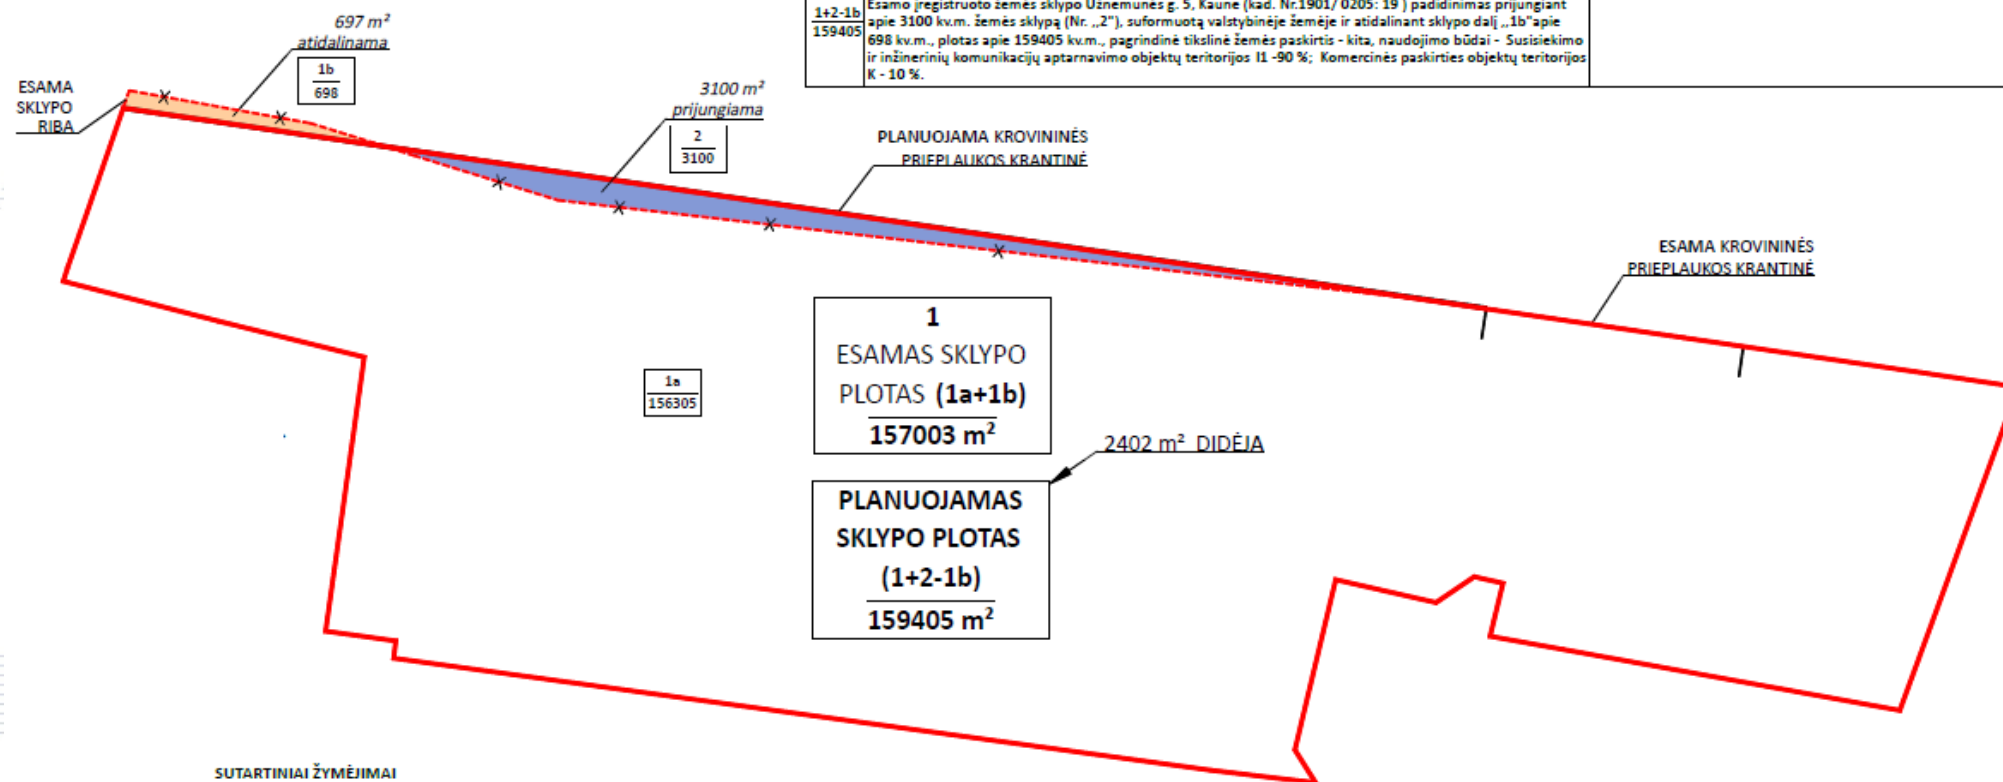 1+2-1b
159405
Esamo įregistruoto žemės sklypo Užnemunės g. 5, Kaune (kad. Nr.1901/ 0205: 19 ) padidinimas prijungiant
apie 3100 kv.m. žemės sklypą (Nr. „2"), suformuotą valstybinėje žemėje ir atidalinant sklypo dalį „1b"apie
698 kv.m., plotas apie 159405 kv.m., pagrindinė tikslinė žemės paskirtis - kita, naudojimo būdai - Susisiekimo
ir inžinerinių komunikacijų aptarnavimo objektų teritorijos I1 -90 %; Komercinės paskirties objektų teritorijos
K - 10 %.
697 m²
atidalinama
1b
698
ESAMA
SKLYPO
RIBA
3100 m²
prijungiama
2
3100
PLANUOJAMA KROVININĖS
PRIEPLAUKOS KRANTINĖ
ESAMA KROVININĖS
PRIEPLAUKOS KRANTINĖ
1
ESAMAS SKLYPO
PLOTAS (1a+1b)
157003 m²
1a
156305
2402 m² DIDĖJA
PLANUOJAMAS
SKLYPO PLOTAS
(1+2-1b)
159405 m²
SUTARTINIAI ŽYMĖJIMAI